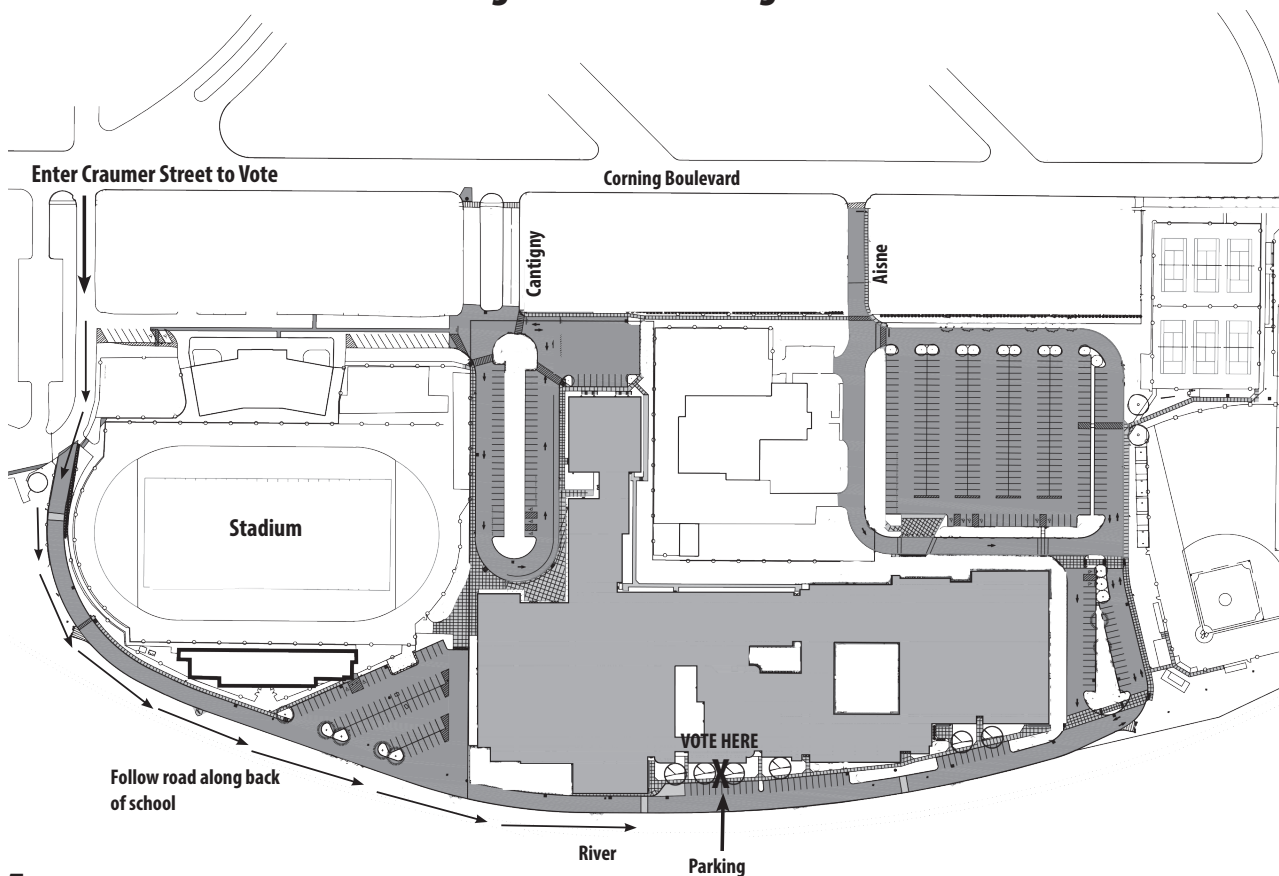 Enter Craumer Street to Vote
Corning Boulevard
Cantigny
Aisne
Stadium
VOTE HERE
X
Follow road along back
of school
River
Parking